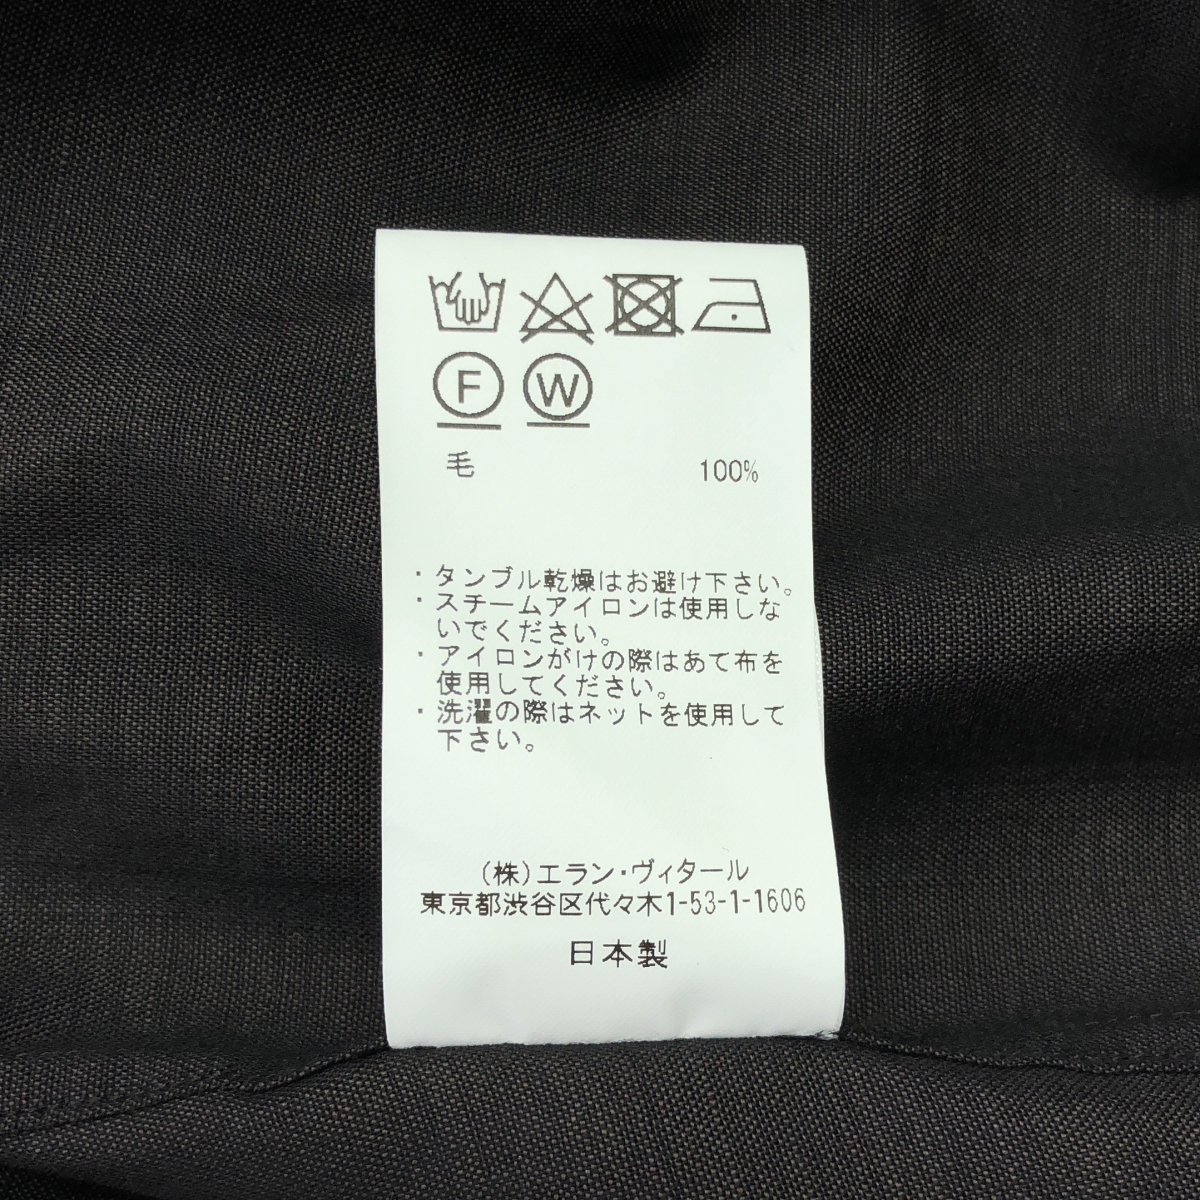 F W
毛 100%
・タンブル乾燥はお避け下さい。
・スチームアイロンは使用しな
いでください。
・アイロンがけの際はあて布を
使用してください。
・洗濯の際はネットを使用して
下さい。
(株)エラン・ヴィタール
東京都渋谷区代々木1-53-1-1606
日本製